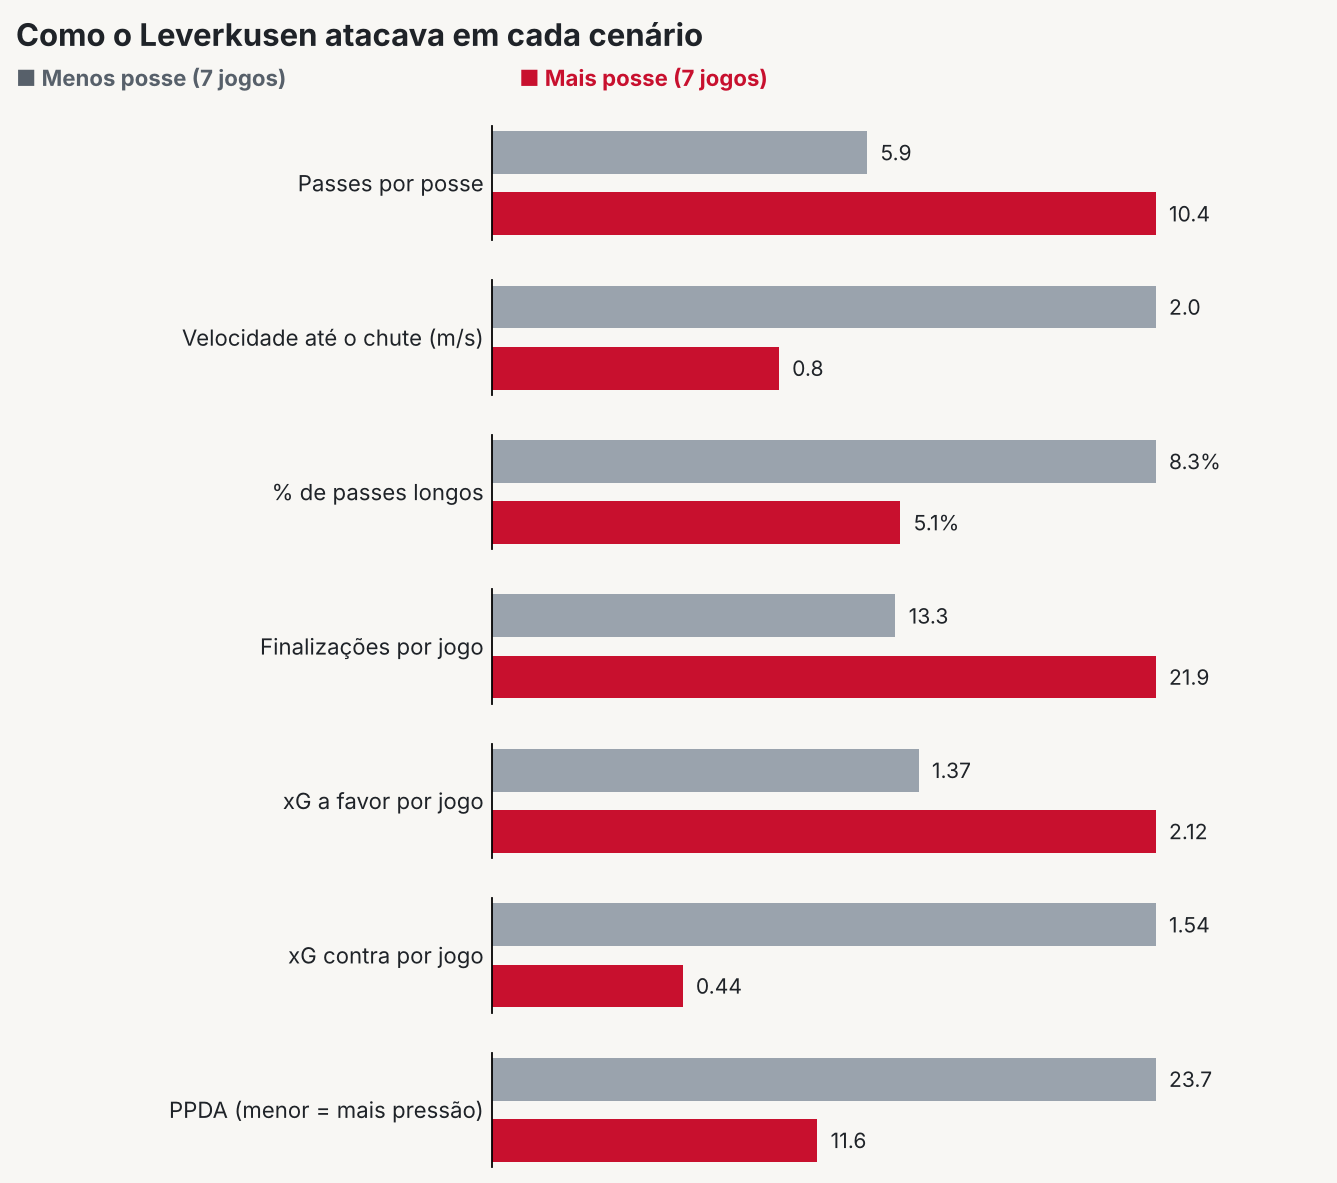 Como o Leverkusen atacava em cada cenário
Menos posse (7 jogos) Mais posse (7 jogos)
Passes por posse
5.9
10.4
Velocidade até o chute (m/s)
2.0
0.8
% de passes longos
8.3%
5.1%
Finalizações por jogo
13.3
21.9
xG a favor por jogo
1.37
2.12
xG contra por jogo
1.54
0.44
PPDA (menor = mais pressão)
23.7
11.6